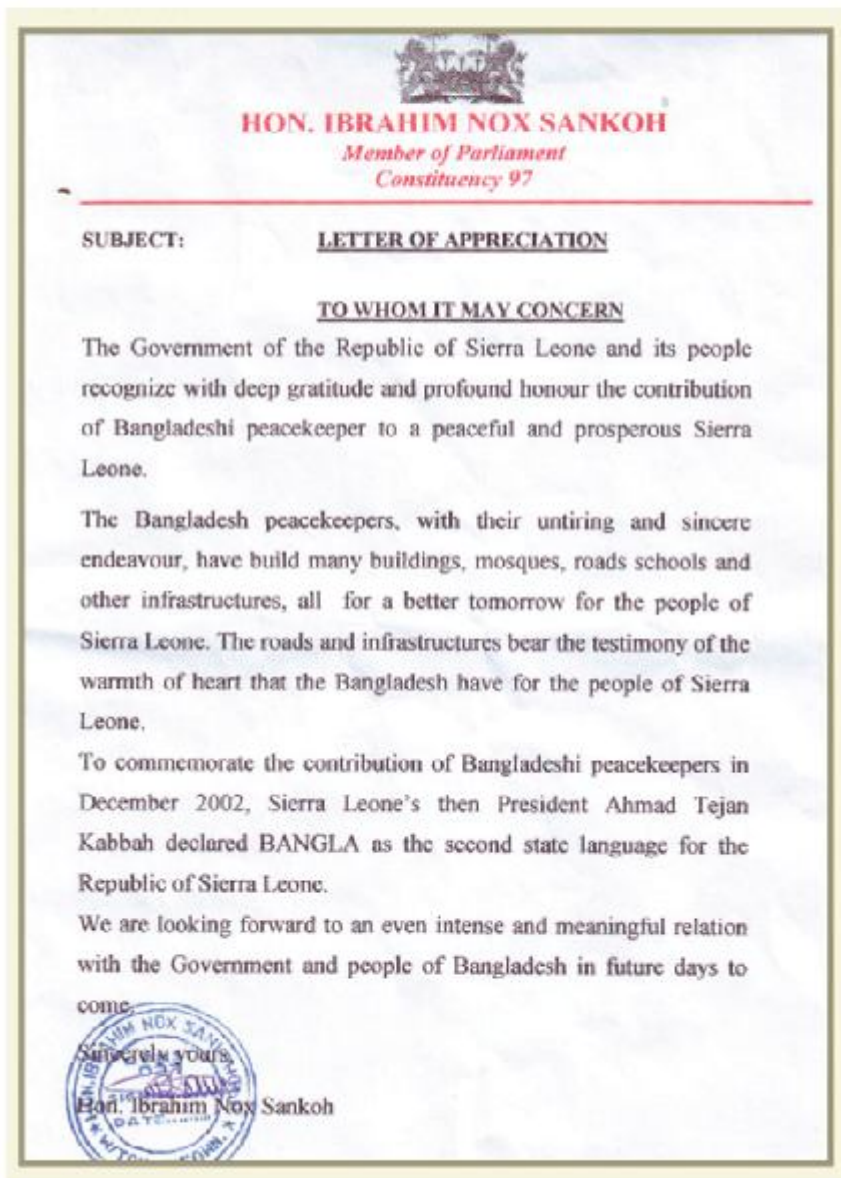 HON. IBRAHIM NOX SANKOH
Member of Parliament
Constituency 97
SUBJECT: LETTER OF APPRECIATION
TO WHOM IT MAY CONCERN
The Government of the Republic of Sierra Leone and its people
recognize with deep gratitude and profound honour the contribution
of Bangladeshi peacekeeper to a peaceful and prosperous Sierra
Leone.
The Bangladesh peacekeepers, with their untiring and sincere
endeavour, have build many buildings, mosques, roads schools and
other infrastructures, all for a better tomorrow for the people of
Sierra Leone. The roads and infrastructures bear the testimony of the
warmth of heart that the Bangladesh have for the people of Sierra
Leone.
To commemorate the contribution of Bangladeshi peacekeepers in
December 2002, Sierra Leone's then President Ahmad Tejan
Kabbah declared BANGLA as the second state language for the
Republic of Sierra Leone.
We are looking forward to an even intense and meaningful relation
with the Government and people of Bangladesh in future days to
come.
Sincerely yours,
Hon. Ibrahim Nox Sankoh
HON. IBRAHIM NOX
DATE